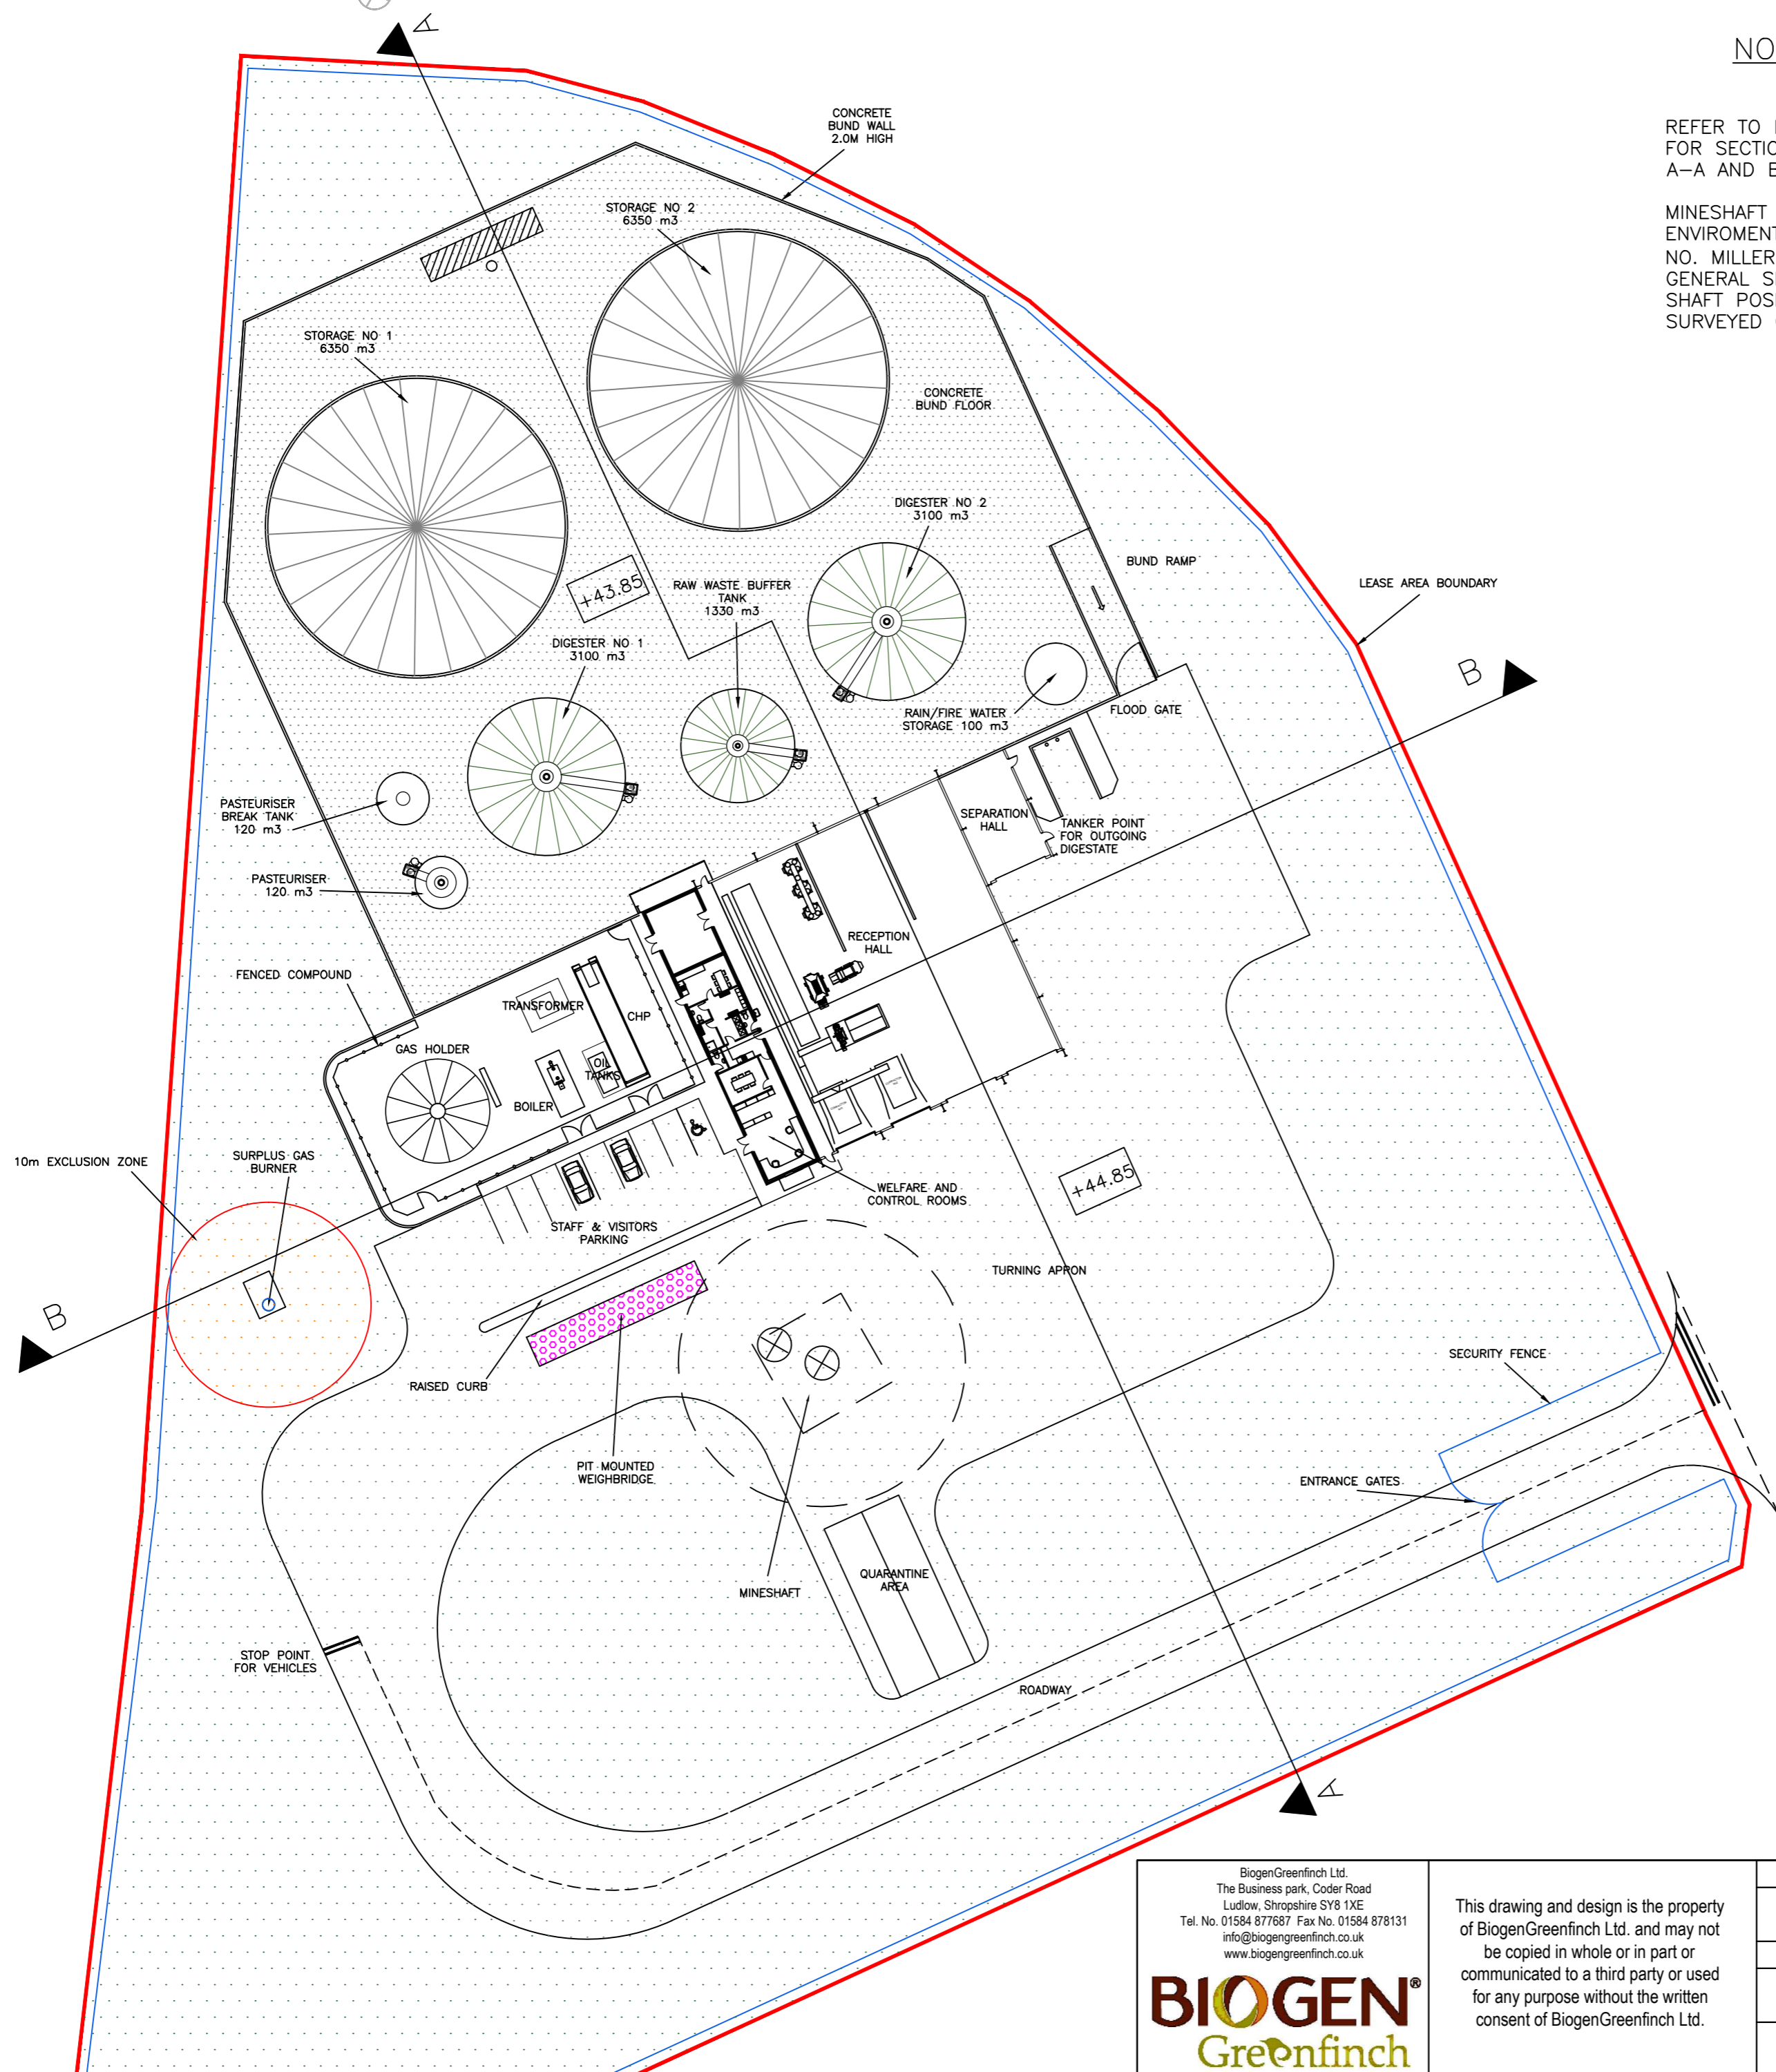 A
NO
REFER TO
FOR SECTIO
A-A AND B
MINESHAFT
ENVIROMENT
NO. MILLER
GENERAL S
SHAFT POS
SURVEYED
CONCRETE
BUND WALL
2.0M HIGH
STORAGE NO 2
6350 m3
STORAGE NO 1
6350 m3
CONCRETE
BUND FLOOR
DIGESTER NO 2
3100 m3
BUND RAMP
LEASE AREA BOUNDARY
+43.85
RAW WASTE BUFFER
TANK
1330 m3
DIGESTER NO 1
3100 m3
B
RAIN/FIRE WATER
STORAGE 100 m3
FLOOD GATE
PASTEURISER
BREAK TANK
120 m3
SEPARATION
HALL
TANKER POINT
FOR OUTGOING
DIGESTATE
PASTEURISER
120 m3
RECEPTION
HALL
FENCED COMPOUND
TRANSFORMER
CHP
GAS HOLDER
OIL
TANKS
BOILER
10m EXCLUSION ZONE
SURPLUS GAS
BURNER
WELFARE AND
CONTROL ROOMS
+44.85
STAFF & VISITORS
PARKING
TURNING APRON
B
RAISED CURB
SECURITY FENCE
PIT MOUNTED
WEIGHBRIDGE
ENTRANCE GATES
MINESHAFT
QUARANTINE
AREA
STOP POINT
FOR VEHICLES
ROADWAY
A
BiogenGreenfinch Ltd.
The Business park, Coder Road
Ludlow, Shropshire SY8 1XE
Tel. No. 01584 877687 Fax No. 01584 878131
info@biogengreenfinch.co.uk
www.biogengreenfinch.co.uk
BIOGEN®
Greenfinch
This drawing and design is the property
of BiogenGreenfinch Ltd. and may not
be copied in whole or in part or
communicated to a third party or used
for any purpose without the written
consent of BiogenGreenfinch Ltd.